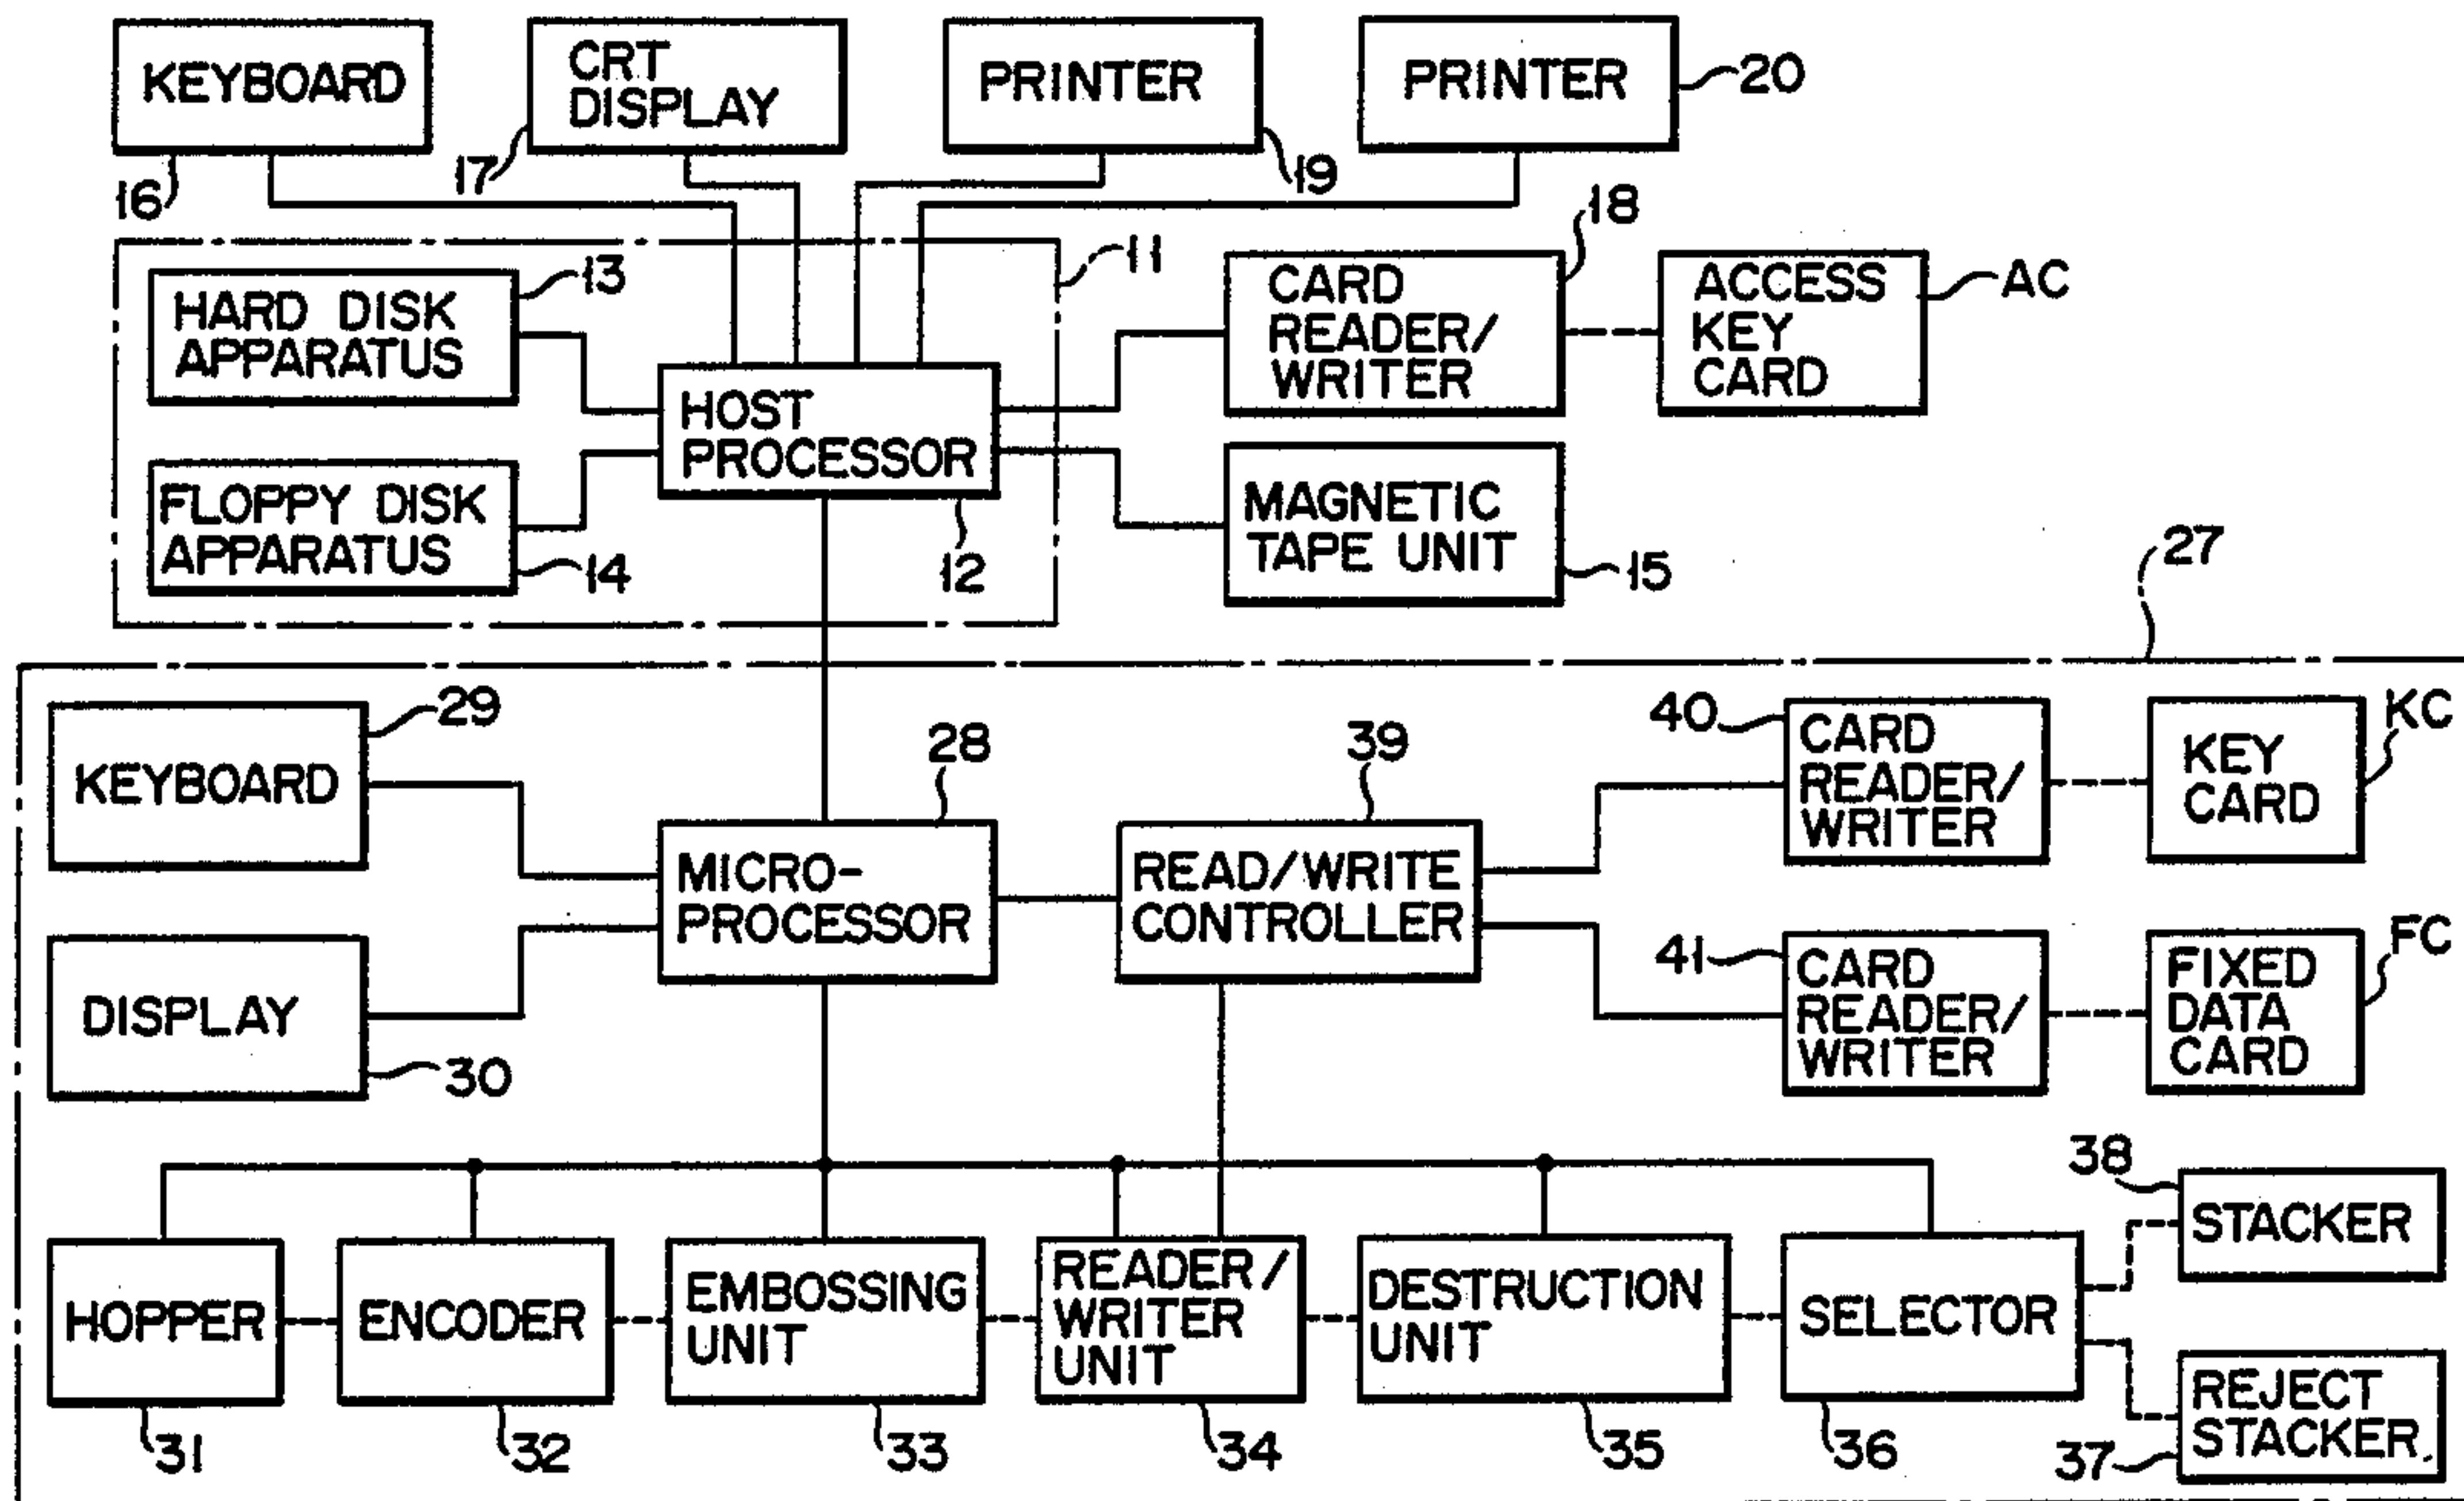 KEYBOARD
CRT
DISPLAY
PRINTER
PRINTER
20
16
17
19
18
11
13
HARD DISK
APPARATUS
CARD
READER/
WRITER
ACCESS
KEY
CARD
AC
HOST
PROCESSOR
FLOPPY DISK
APPARATUS
14
12
MAGNETIC
TAPE UNIT
15
27
29
KEYBOARD
28
39
40
CARD
READER/
WRITER
KEY
CARD
KC
MICRO-
PROCESSOR
READ/WRITE
CONTROLLER
DISPLAY
30
41
CARD
READER/
WRITER
FIXED
DATA
CARD
FC
38
STACKER
HOPPER
ENCODER
EMBOSSING
UNIT
READER/
WRITER
UNIT
DESTRUCTION
UNIT
SELECTOR
REJECT
STACKER
31
32
33
34
35
36
37